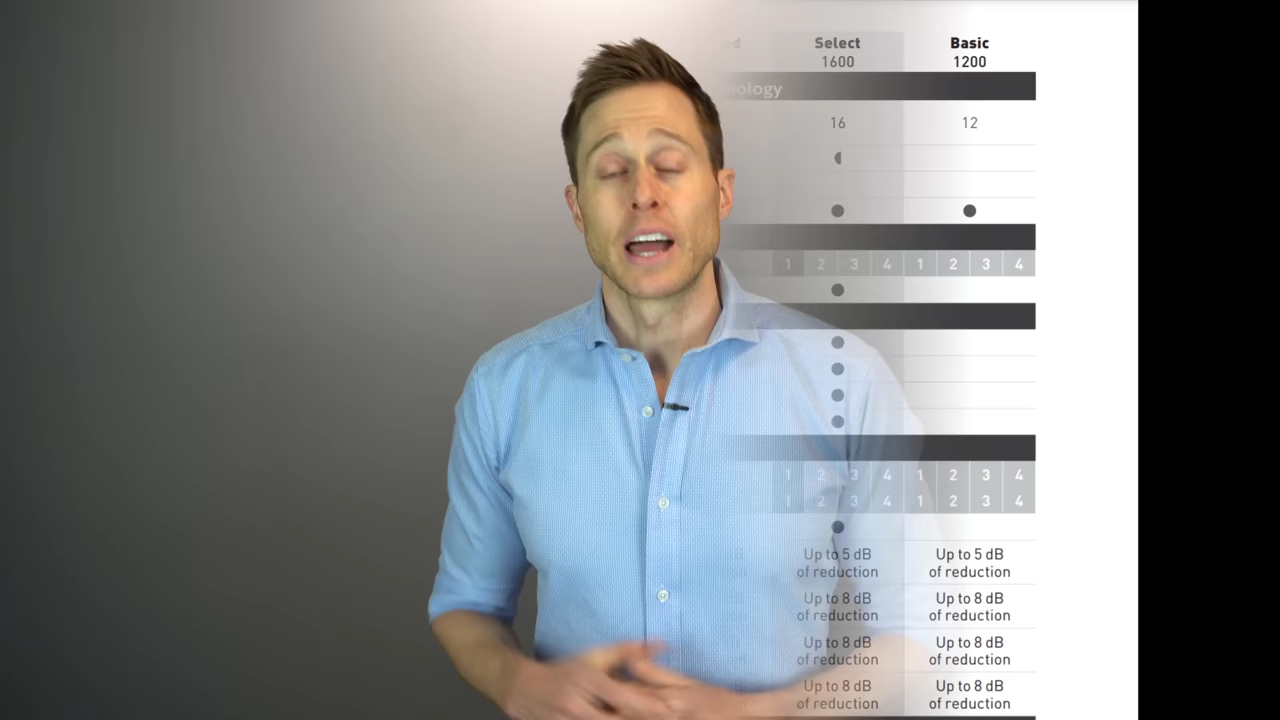 Select Basic
1600 1200
16 12
1 2 3 4 1 2 3 4
1 2 3 4 1 2 3 4
1 2 3 4 1 2 3 4
Up to 5 dB Up to 5 dB
of reduction of reduction
Up to 8 dB Up to 8 dB
of reduction of reduction
Up to 8 dB Up to 8 dB
of reduction of reduction
Up to 8 dB Up to 8 dB
of reduction of reduction